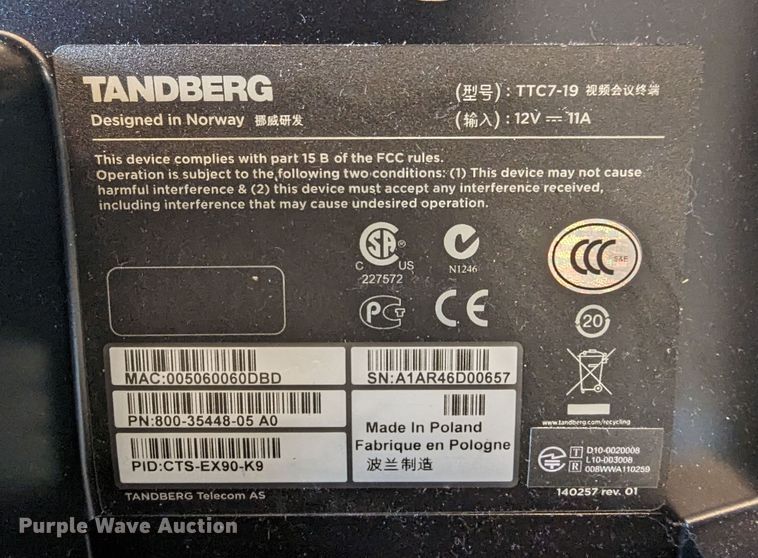 TANDBERG
Designed in Norway 挪威研发
(型号) : TTC7-19 视频会议终端
(输入) : 12V ⎓ 11A
This device complies with part 15 B of the FCC rules.
Operation is subject to the following two conditions: (1) This device may not cause
harmful interference & (2) this device must accept any interference received,
including interference that may cause undesired operation.
SA ®
C US
227572
N1246
CCC S&E
PCT
CE
20
MAC:005060060DBD
SN:A1AR46D00657
PN:800-35448-05 A0
PID:CTS-EX90-K9
Made In Poland
Fabrique en Pologne
波兰制造
www.tandberg.com/recycling
T D10-0020008
L10-003008
R 008WWA110259
TANDBERG Telecom AS
140257 rev. 01
Purple Wave Auction